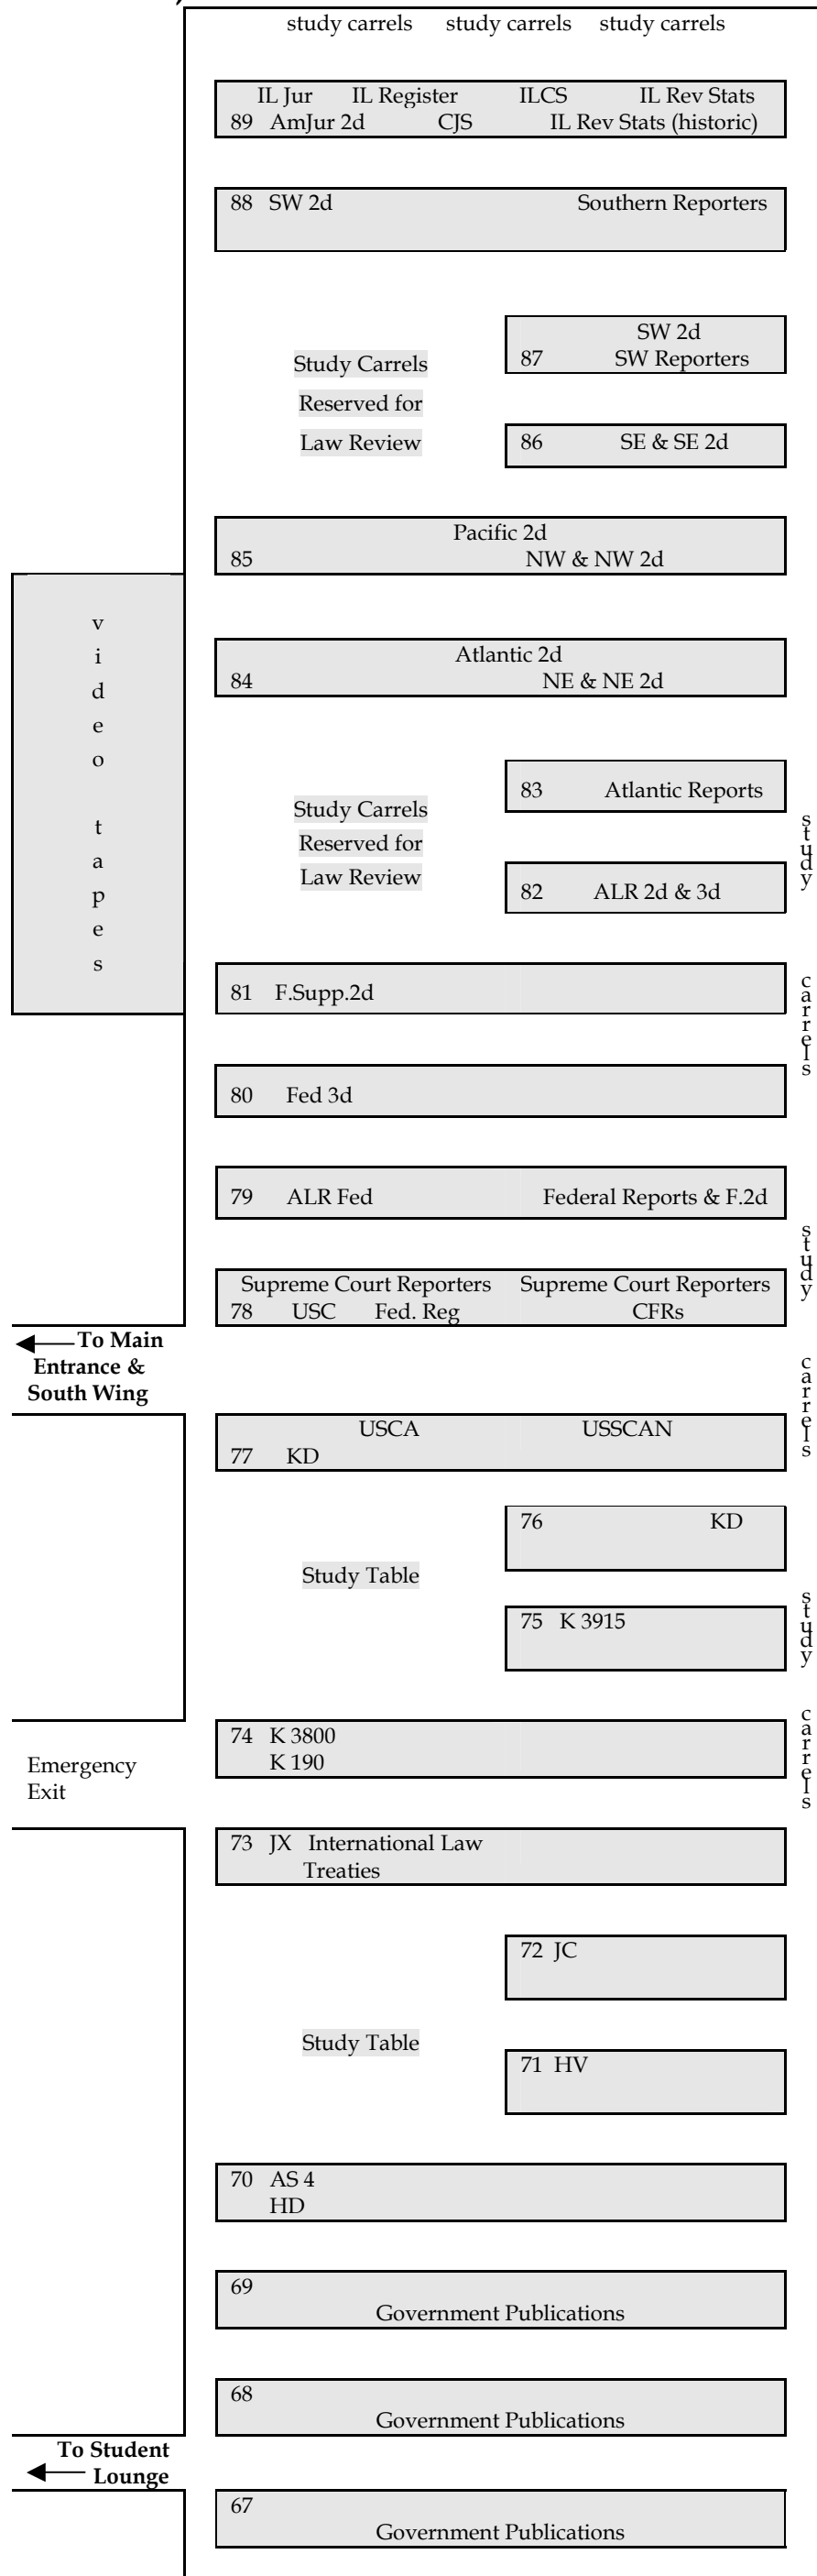 study carrels study carrels study carrels
IL Jur IL Register ILCS IL Rev Stats
89 AmJur 2d CJS IL Rev Stats (historic)
88 SW 2d Southern Reporters
SW 2d
87 SW Reporters
Study Carrels
Reserved for
Law Review
86 SE & SE 2d
Pacific 2d
85 NW & NW 2d
video tapes
Atlantic 2d
84 NE & NE 2d
83 Atlantic Reports
Study Carrels
Reserved for
Law Review
82 ALR 2d & 3d
study
carrels
81 F.Supp.2d
80 Fed 3d
79 ALR Fed Federal Reports & F.2d
study
carrels
Supreme Court Reporters Supreme Court Reporters
78 USC Fed. Reg CFRs
To Main
Entrance &
South Wing
USCA USSCAN
77 KD
76 KD
Study Table
75 K 3915
study
carrels
74 K 3800
K 190
Emergency
Exit
73 JX International Law
Treaties
72 JC
Study Table
71 HV
70 AS 4
HD
69
Government Publications
68
Government Publications
To Student
Lounge
67
Government Publications